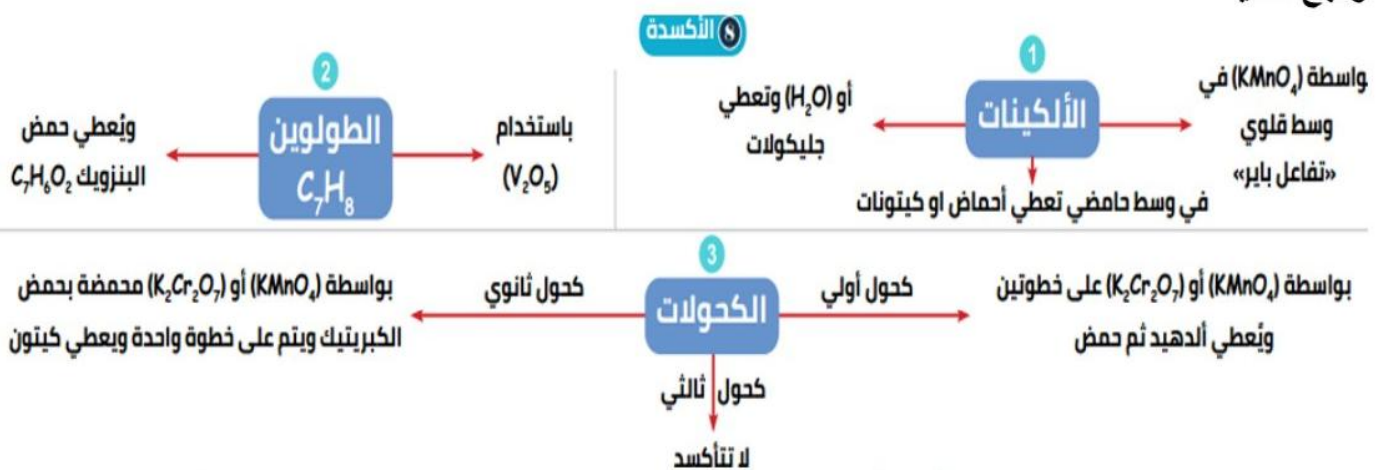 8 الأكسدة
1
الألكينات
بواسطة (KMnO₄) في
وسط قلوي
«تفاعل باير»
أو (H₂O) وتعطي
جليكولات
في وسط حامضي تعطي أحماض او كيتونات
2
الطولوين
C₇H₈
باستخدام
(V₂O₅)
ويُعطي حمض
البنزويك C₇H₆O₂
3
الكحولات
كحول أولي
بواسطة (KMnO₄) أو (K₂Cr₂O₇) على خطوتين
ويُعطي ألدهيد ثم حمض
كحول ثانوي
بواسطة (KMnO₄) أو (K₂Cr₂O₇) محمضة بحمض
الكبريتيك ويتم على خطوة واحدة ويعطي كيتون
كحول ثالثي
لا تتأكسد